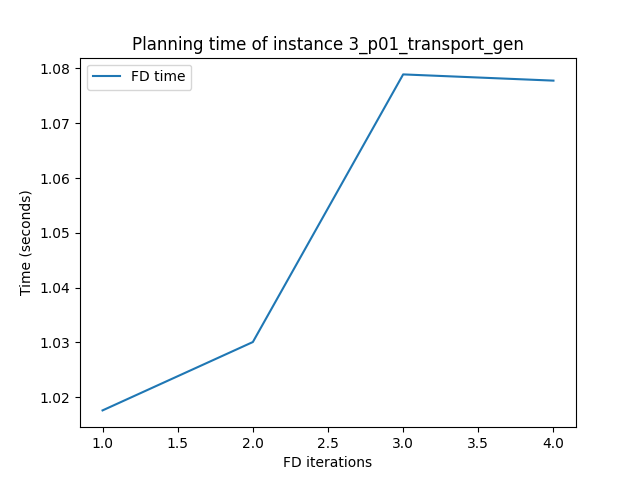 Planning time of instance 3_p01_transport_gen
FD time
1.08
1.07
1.06
1.05
1.04
1.03
1.02
Time (seconds)
1.0 1.5 2.0 2.5 3.0 3.5 4.0
FD iterations